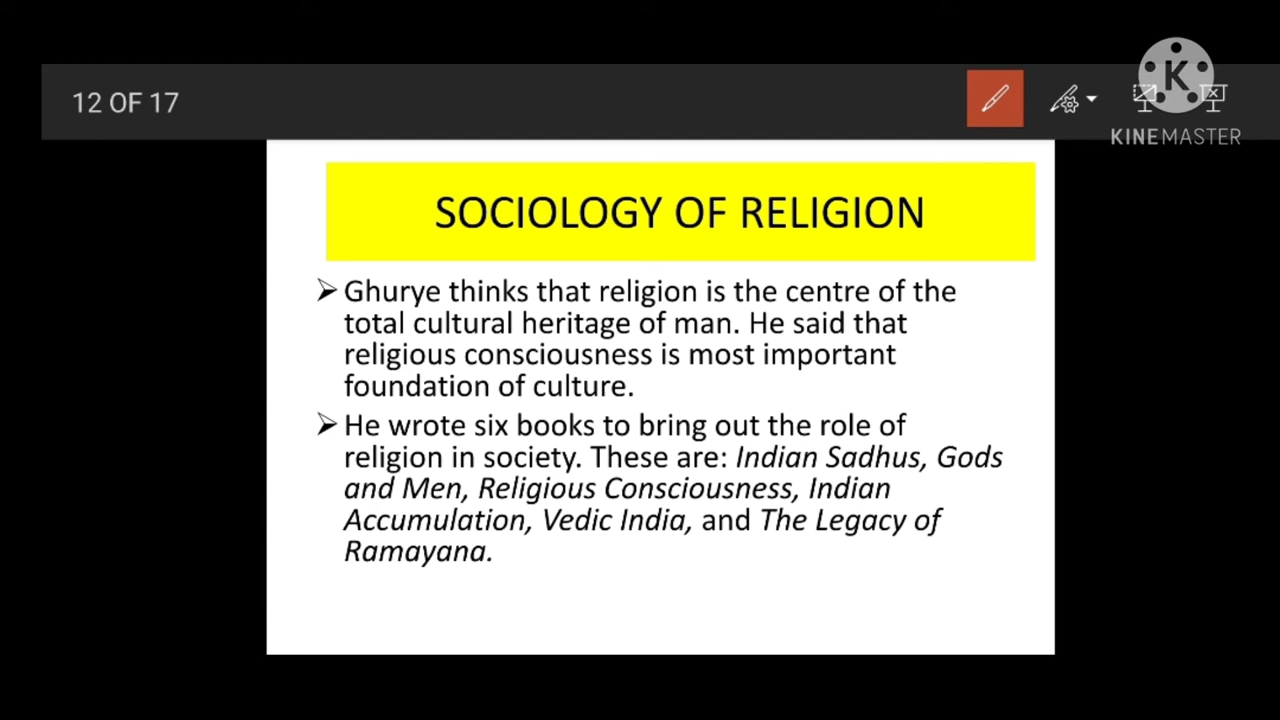 12 OF 17
K
KINEMASTER
SOCIOLOGY OF RELIGION
➢ Ghurye thinks that religion is the centre of the
total cultural heritage of man. He said that
religious consciousness is most important
foundation of culture.
➢ He wrote six books to bring out the role of
religion in society. These are: Indian Sadhus, Gods
and Men, Religious Consciousness, Indian
Accumulation, Vedic India, and The Legacy of
Ramayana.